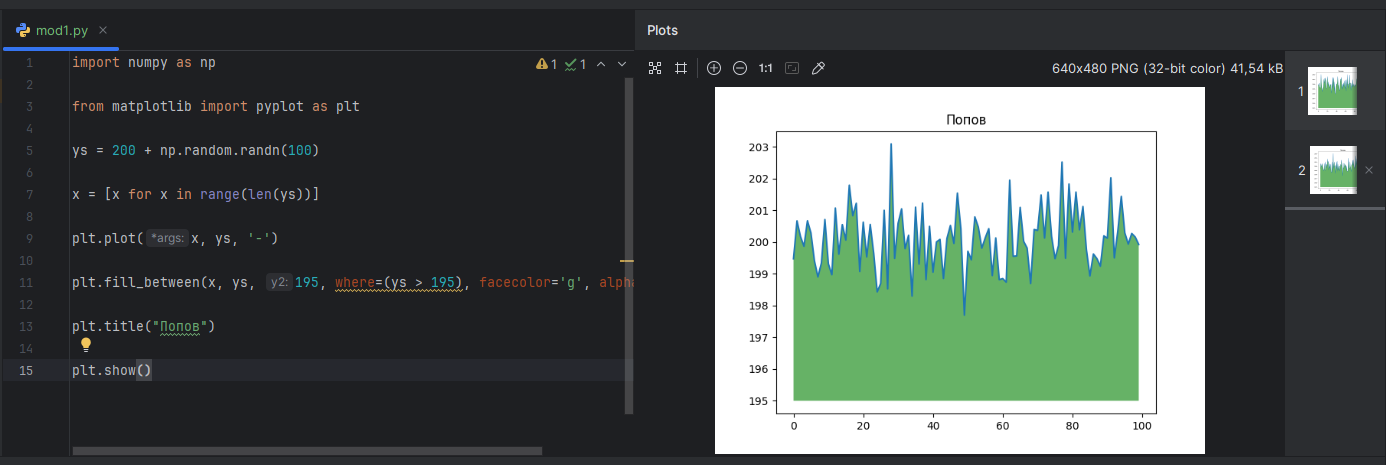 mod1.py
Plots
1 import numpy as np
1 1
2
3 from matplotlib import pyplot as plt
4
5 ys = 200 + np.random.randn(100)
6
7 x = [x for x in range(len(ys))]
8
9 plt.plot( *args: x, ys, '-')
10
11 plt.fill_between(x, ys, y2: 195, where=(ys > 195), facecolor='g', alpha
12
13 plt.title("Попов")
14
15 plt.show()
1:1
640x480 PNG (32-bit color) 41,54 kB
Попов
203
202
201
200
199
198
197
196
195
0 20 40 60 80 100
1
2